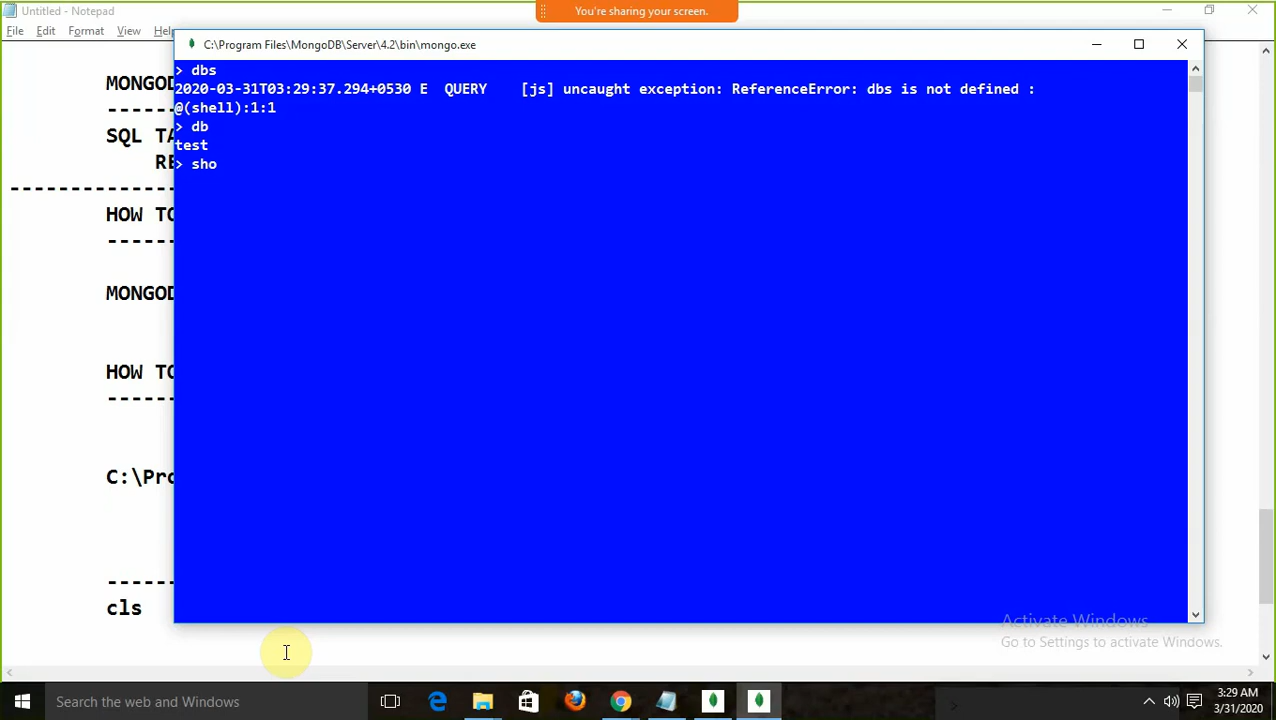 Untitled - Notepad
You're sharing your screen.
File Edit Format View Help
C:\Program Files\MongoDB\Server\4.2\bin\mongo.exe
> dbs
2020-03-31T03:29:37.294+0530 E  QUERY    [js] uncaught exception: ReferenceError: dbs is not defined :
@(shell):1:1
> db
test
> sho
MONGOD
-------
SQL TA
RE
--------------
HOW TO
-------
MONGOD
HOW TO
-------
C:\Pro
-------
cls
Activate Windows
Go to Settings to activate Windows.
Search the web and Windows
3:29 AM
3/31/2020